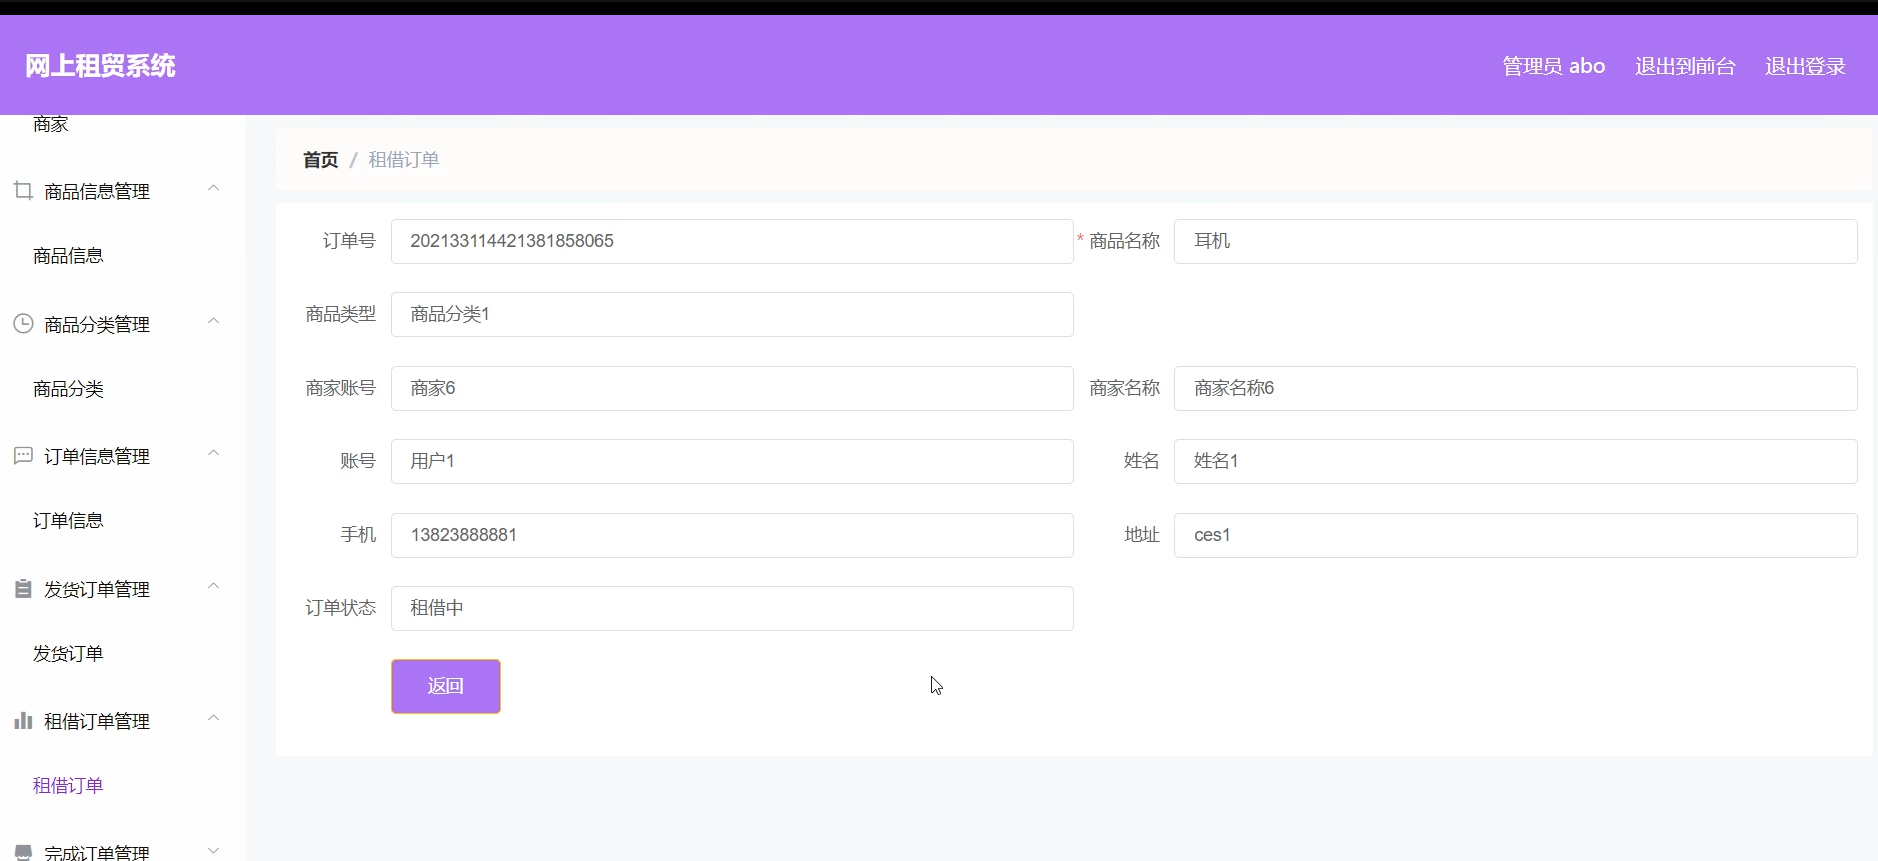 网上租贸系统
管理员 abo 退出到前台 退出登录
商家
商品信息管理
商品信息
商品分类管理
商品分类
订单信息管理
订单信息
发货订单管理
发货订单
租借订单管理
租借订单
完成订单管理
首页 / 租借订单
订单号 202133114421381858065 * 商品名称 耳机
商品类型 商品分类1
商家账号 商家6 商家名称 商家名称6
账号 用户1 姓名 姓名1
手机 13823888881 地址 ces1
订单状态 租借中
返回